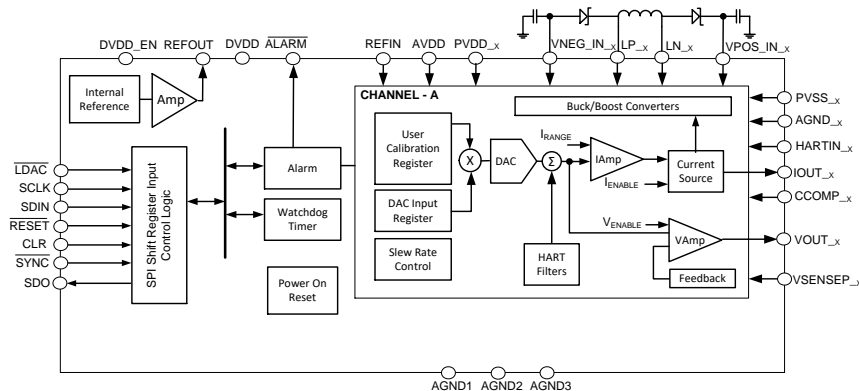 DVDD_EN
REFOUT
DVDD
ALARM
REFIN
AVDD
PVDD_x
VNEG_IN_x
LP_x
LN_x
VPOS_IN_x
Internal
Reference
Amp
CHANNEL - A
Buck/Boost Converters
PVSS_x
AGND_x
HARTIN_x
IOUT_x
CCOMP_x
VOUT_x
VSENSEP_x
LDAC
SCLK
SDIN
RESET
CLR
SYNC
SDO
SPI Shift Register Input
Control Logic
Alarm
Watchdog
Timer
Power On
Reset
User
Calibration
Register
DAC Input
Register
Slew Rate
Control
X
DAC
Σ
HART
Filters
IRANGE
IAmp
IENABLE
Current
Source
VENABLE
VAmp
Feedback
AGND1
AGND2
AGND3